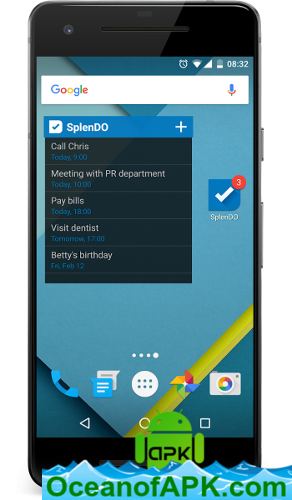 08:32
Google
SplenDO +
Call Chris
Today, 9:00
Meeting with PR department
Today, 10:00
Pay bills
Today, 18:00
Visit dentist
Tomorrow, 17:00
Betty's birthday
Fri, Feb 12
3
SplenDO
apk
OceanofAPK.com